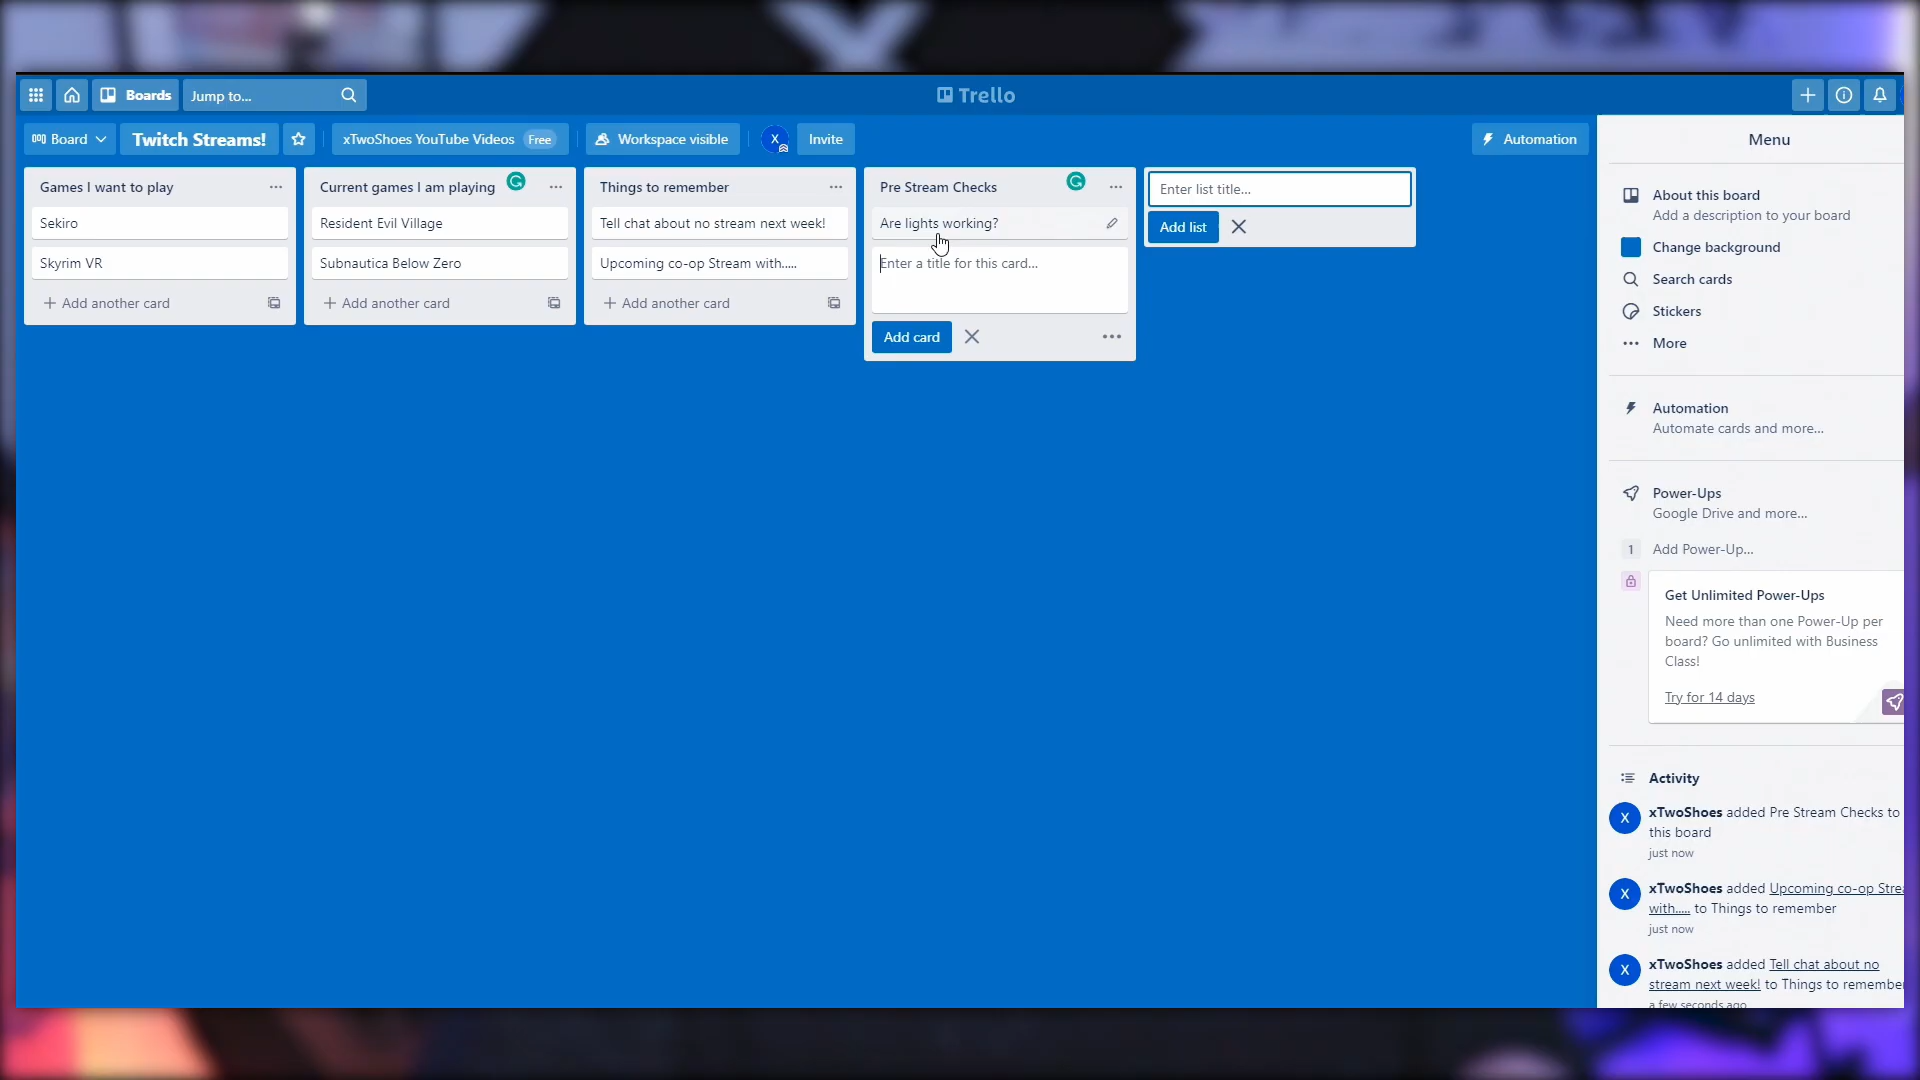 Boards
Jump to...
Trello
Board
Twitch Streams!
xTwoShoes YouTube Videos Free
Workspace visible
X
Invite
Automation
Games I want to play
Sekiro
Skyrim VR
+ Add another card
Current games I am playing
Resident Evil Village
Subnautica Below Zero
+ Add another card
Things to remember
Tell chat about no stream next week!
Upcoming co-op Stream with.....
+ Add another card
Pre Stream Checks
Are lights working?
Enter a title for this card...
Add card
Enter list title...
Add list
Menu
About this board
Add a description to your board
Change background
Search cards
Stickers
More
Automation
Automate cards and more...
Power-Ups
Google Drive and more...
1 Add Power-Up...
Get Unlimited Power-Ups
Need more than one Power-Up per
board? Go unlimited with Business
Class!
Try for 14 days
Activity
X
xTwoShoes added Pre Stream Checks to
this board
just now
X
xTwoShoes added Upcoming co-op Strea
with..... to Things to remember
just now
X
xTwoShoes added Tell chat about no
stream next week! to Things to remember
a few seconds ago